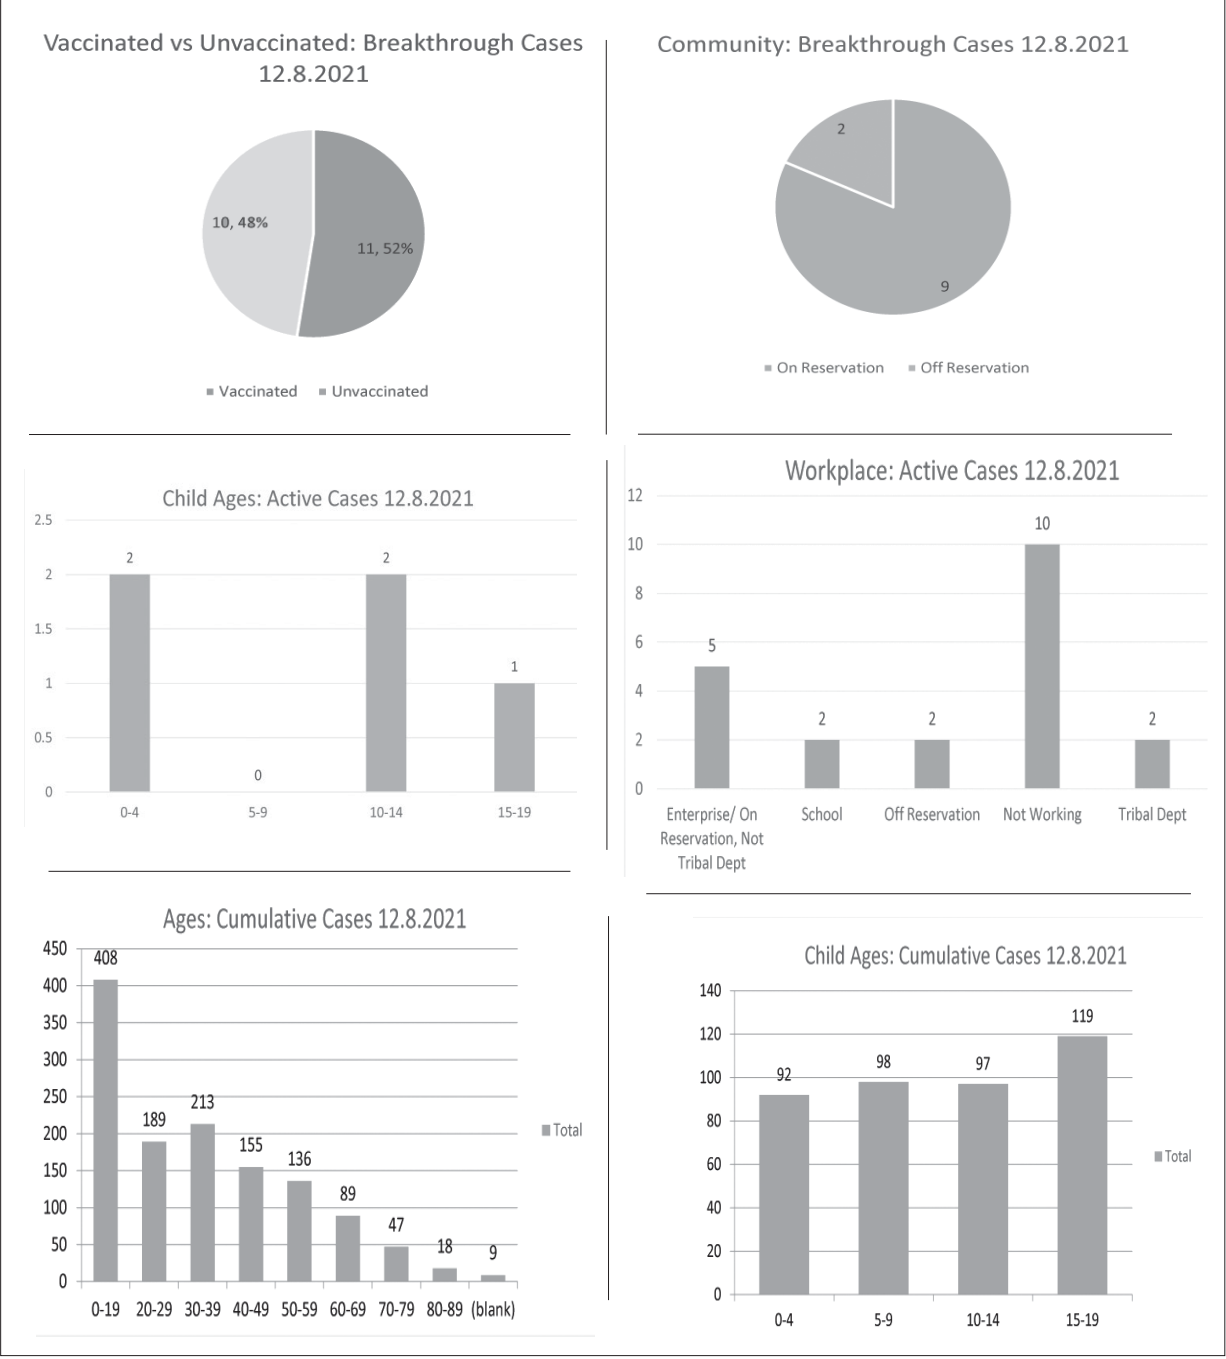 Vaccinated vs Unvaccinated: Breakthrough Cases
12.8.2021
10, 48%
11, 52%
Vaccinated Unvaccinated
Community: Breakthrough Cases 12.8.2021
2
9
On Reservation Off Reservation
Child Ages: Active Cases 12.8.2021
2.5
2
1.5
1
0.5
0
2
0
2
1
0-4 5-9 10-14 15-19
Workplace: Active Cases 12.8.2021
12
10
8
6
4
2
0
5
2
2
10
2
Enterprise/ On
Reservation, Not
Tribal Dept
School
Off Reservation
Not Working
Tribal Dept
Ages: Cumulative Cases 12.8.2021
450
400
350
300
250
200
150
100
50
0
408
189
213
155
136
89
47
18
9
0-19 20-29 30-39 40-49 50-59 60-69 70-79 80-89 (blank)
Total
Child Ages: Cumulative Cases 12.8.2021
140
120
100
80
60
40
20
0
92
98
97
119
0-4 5-9 10-14 15-19
Total